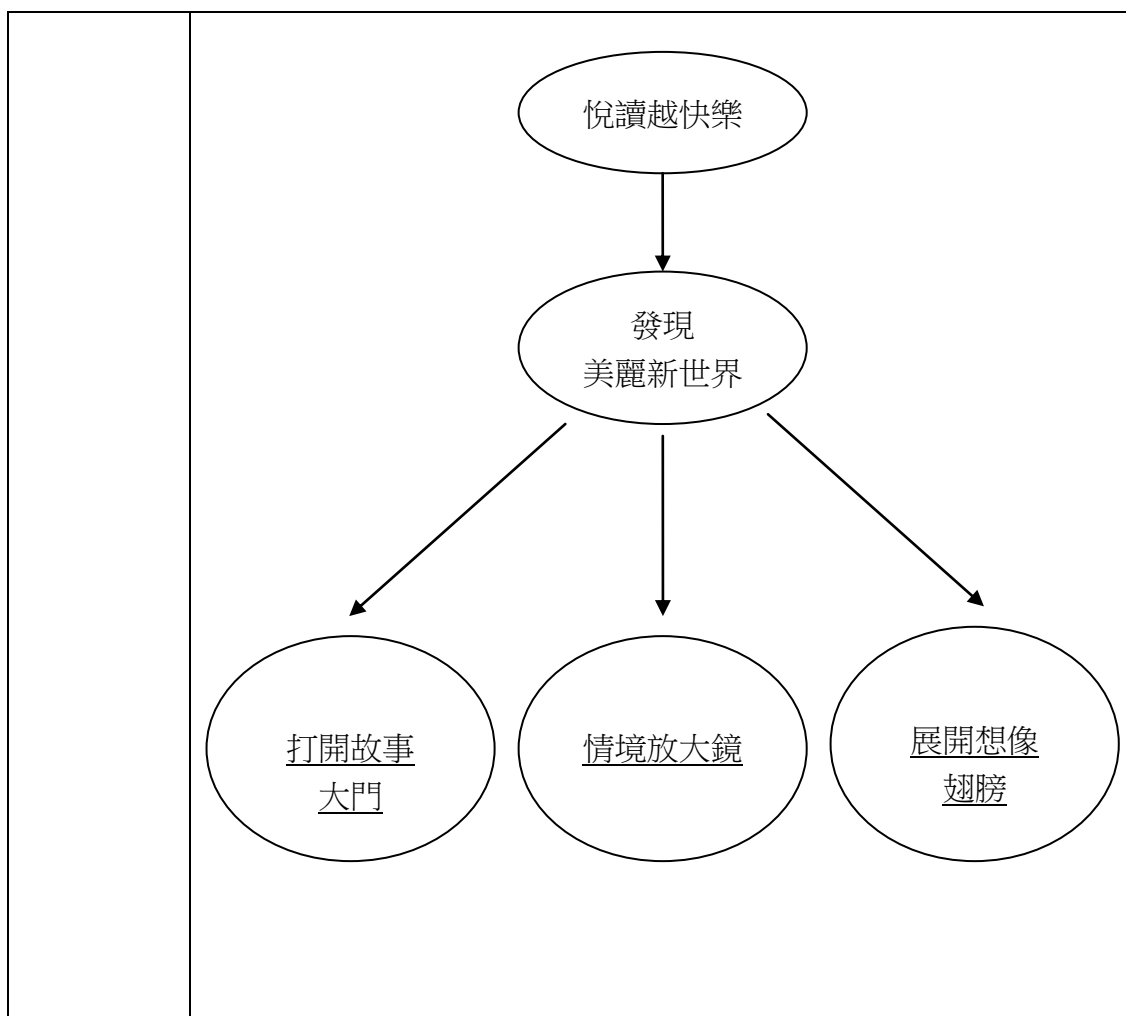 悅讀越快樂
發現
美麗新世界
打開故事
大門
情境放大鏡
展開想像
翅膀